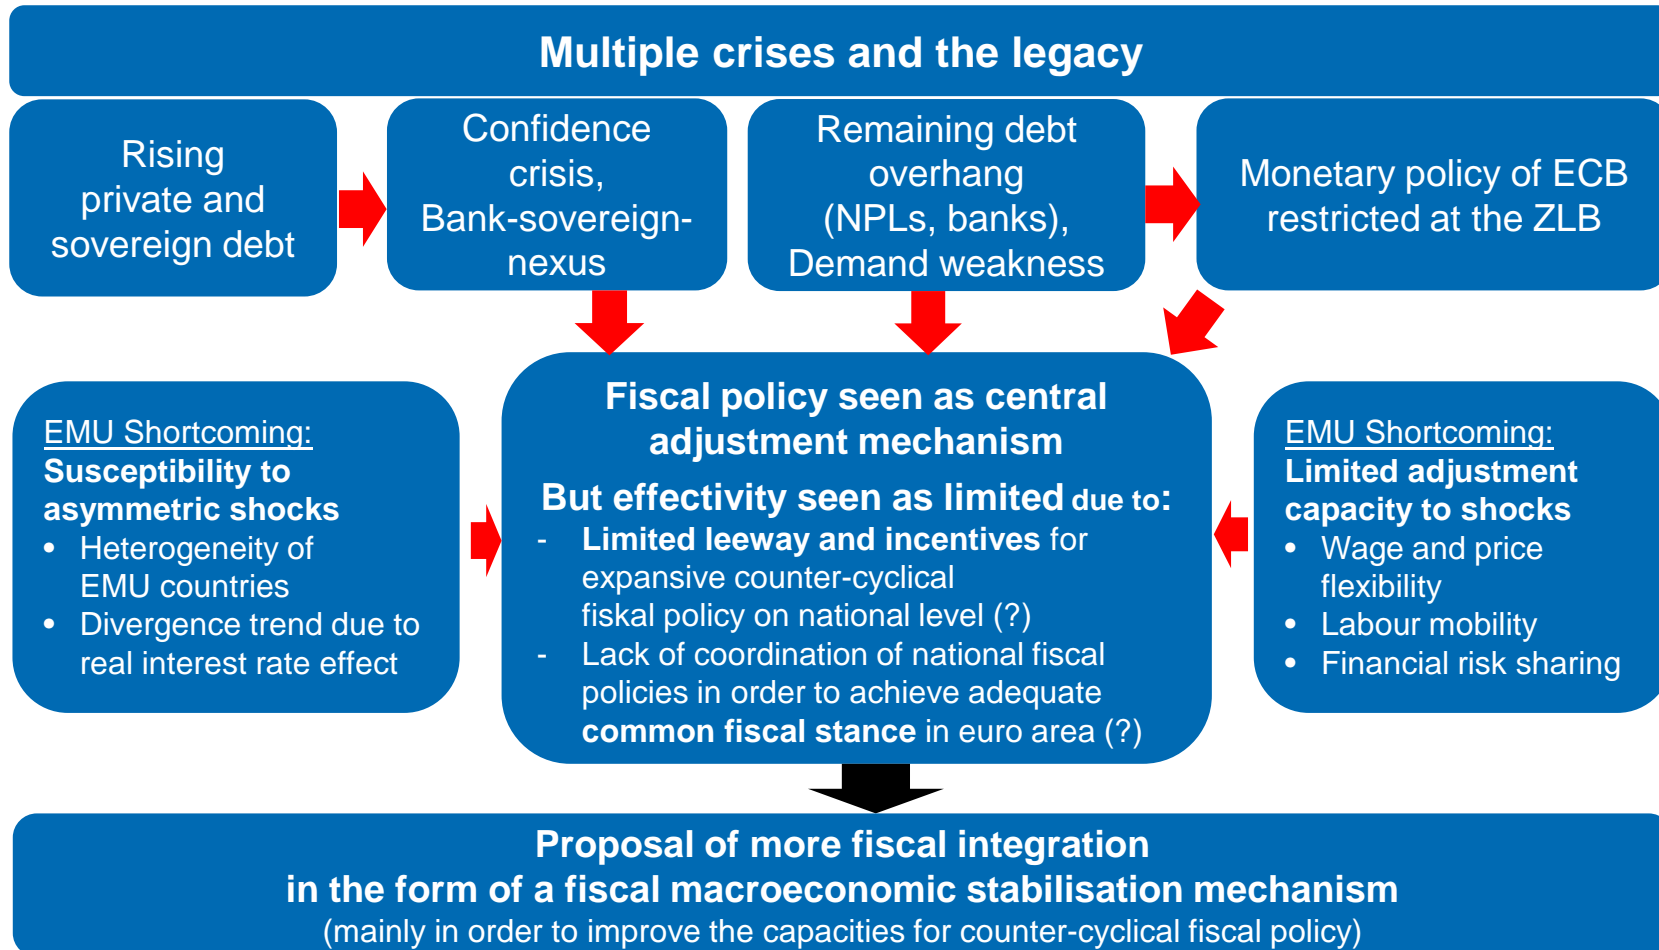 Multiple crises and the legacy
Rising
private and
sovereign debt
Confidence
crisis,
Bank-sovereign-
nexus
Remaining debt
overhang
(NPLs, banks),
Demand weakness
Monetary policy of ECB
restricted at the ZLB
EMU Shortcoming:
Susceptibility to
asymmetric shocks
• Heterogeneity of
EMU countries
• Divergence trend due to
real interest rate effect
Fiscal policy seen as central
adjustment mechanism
But effectivity seen as limited due to:
- Limited leeway and incentives for
expansive counter-cyclical
fiskal policy on national level (?)
- Lack of coordination of national fiscal
policies in order to achieve adequate
common fiscal stance in euro area (?)
EMU Shortcoming:
Limited adjustment
capacity to shocks
• Wage and price
flexibility
• Labour mobility
• Financial risk sharing
Proposal of more fiscal integration
in the form of a fiscal macroeconomic stabilisation mechanism
(mainly in order to improve the capacities for counter-cyclical fiscal policy)